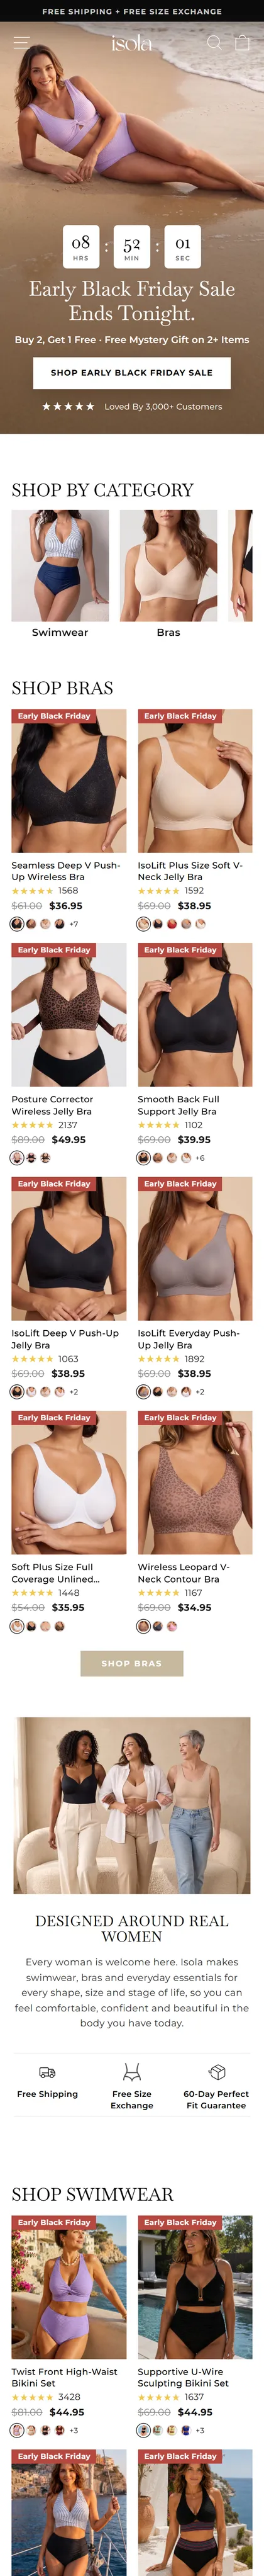 FREE SHIPPING + FREE SIZE EXCHANGE
isola
08 : 52 : 01
HRS MIN SEC
Early Black Friday Sale
Ends Tonight.
Buy 2, Get 1 Free · Free Mystery Gift on 2+ Items
SHOP EARLY BLACK FRIDAY SALE
★★★★★ Loved By 3,000+ Customers
SHOP BY CATEGORY
Swimwear Bras
SHOP BRAS
Early Black Friday Early Black Friday
Seamless Deep V Push-
Up Wireless Bra
★★★★★ 1568
$61.00 $36.95
+7
IsoLift Plus Size Soft V-
Neck Jelly Bra
★★★★★ 1592
$69.00 $38.95
Early Black Friday Early Black Friday
Posture Corrector
Wireless Jelly Bra
★★★★★ 2137
$89.00 $49.95
Smooth Back Full
Support Jelly Bra
★★★★★ 1102
$69.00 $39.95
+6
Early Black Friday Early Black Friday
IsoLift Deep V Push-Up
Jelly Bra
★★★★★ 1063
$69.00 $38.95
+2
IsoLift Everyday Push-
Up Jelly Bra
★★★★★ 1892
$69.00 $38.95
+2
Early Black Friday Early Black Friday
Soft Plus Size Full
Coverage Unlined...
★★★★★ 1448
$54.00 $35.95
Wireless Leopard V-
Neck Contour Bra
★★★★★ 1167
$69.00 $34.95
SHOP BRAS
DESIGNED AROUND REAL
WOMEN
Every woman is welcome here. Isola makes
swimwear, bras and everyday essentials for
every shape, size and stage of life, so you can
feel comfortable, confident and beautiful in the
body you have today.
Free Shipping
Free Size
Exchange
60-Day Perfect
Fit Guarantee
SHOP SWIMWEAR
Early Black Friday Early Black Friday
Twist Front High-Waist
Bikini Set
★★★★★ 3428
$81.00 $44.95
+3
Supportive U-Wire
Sculpting Bikini Set
★★★★★ 1637
$69.00 $44.95
+3
Early Black Friday Early Black Friday